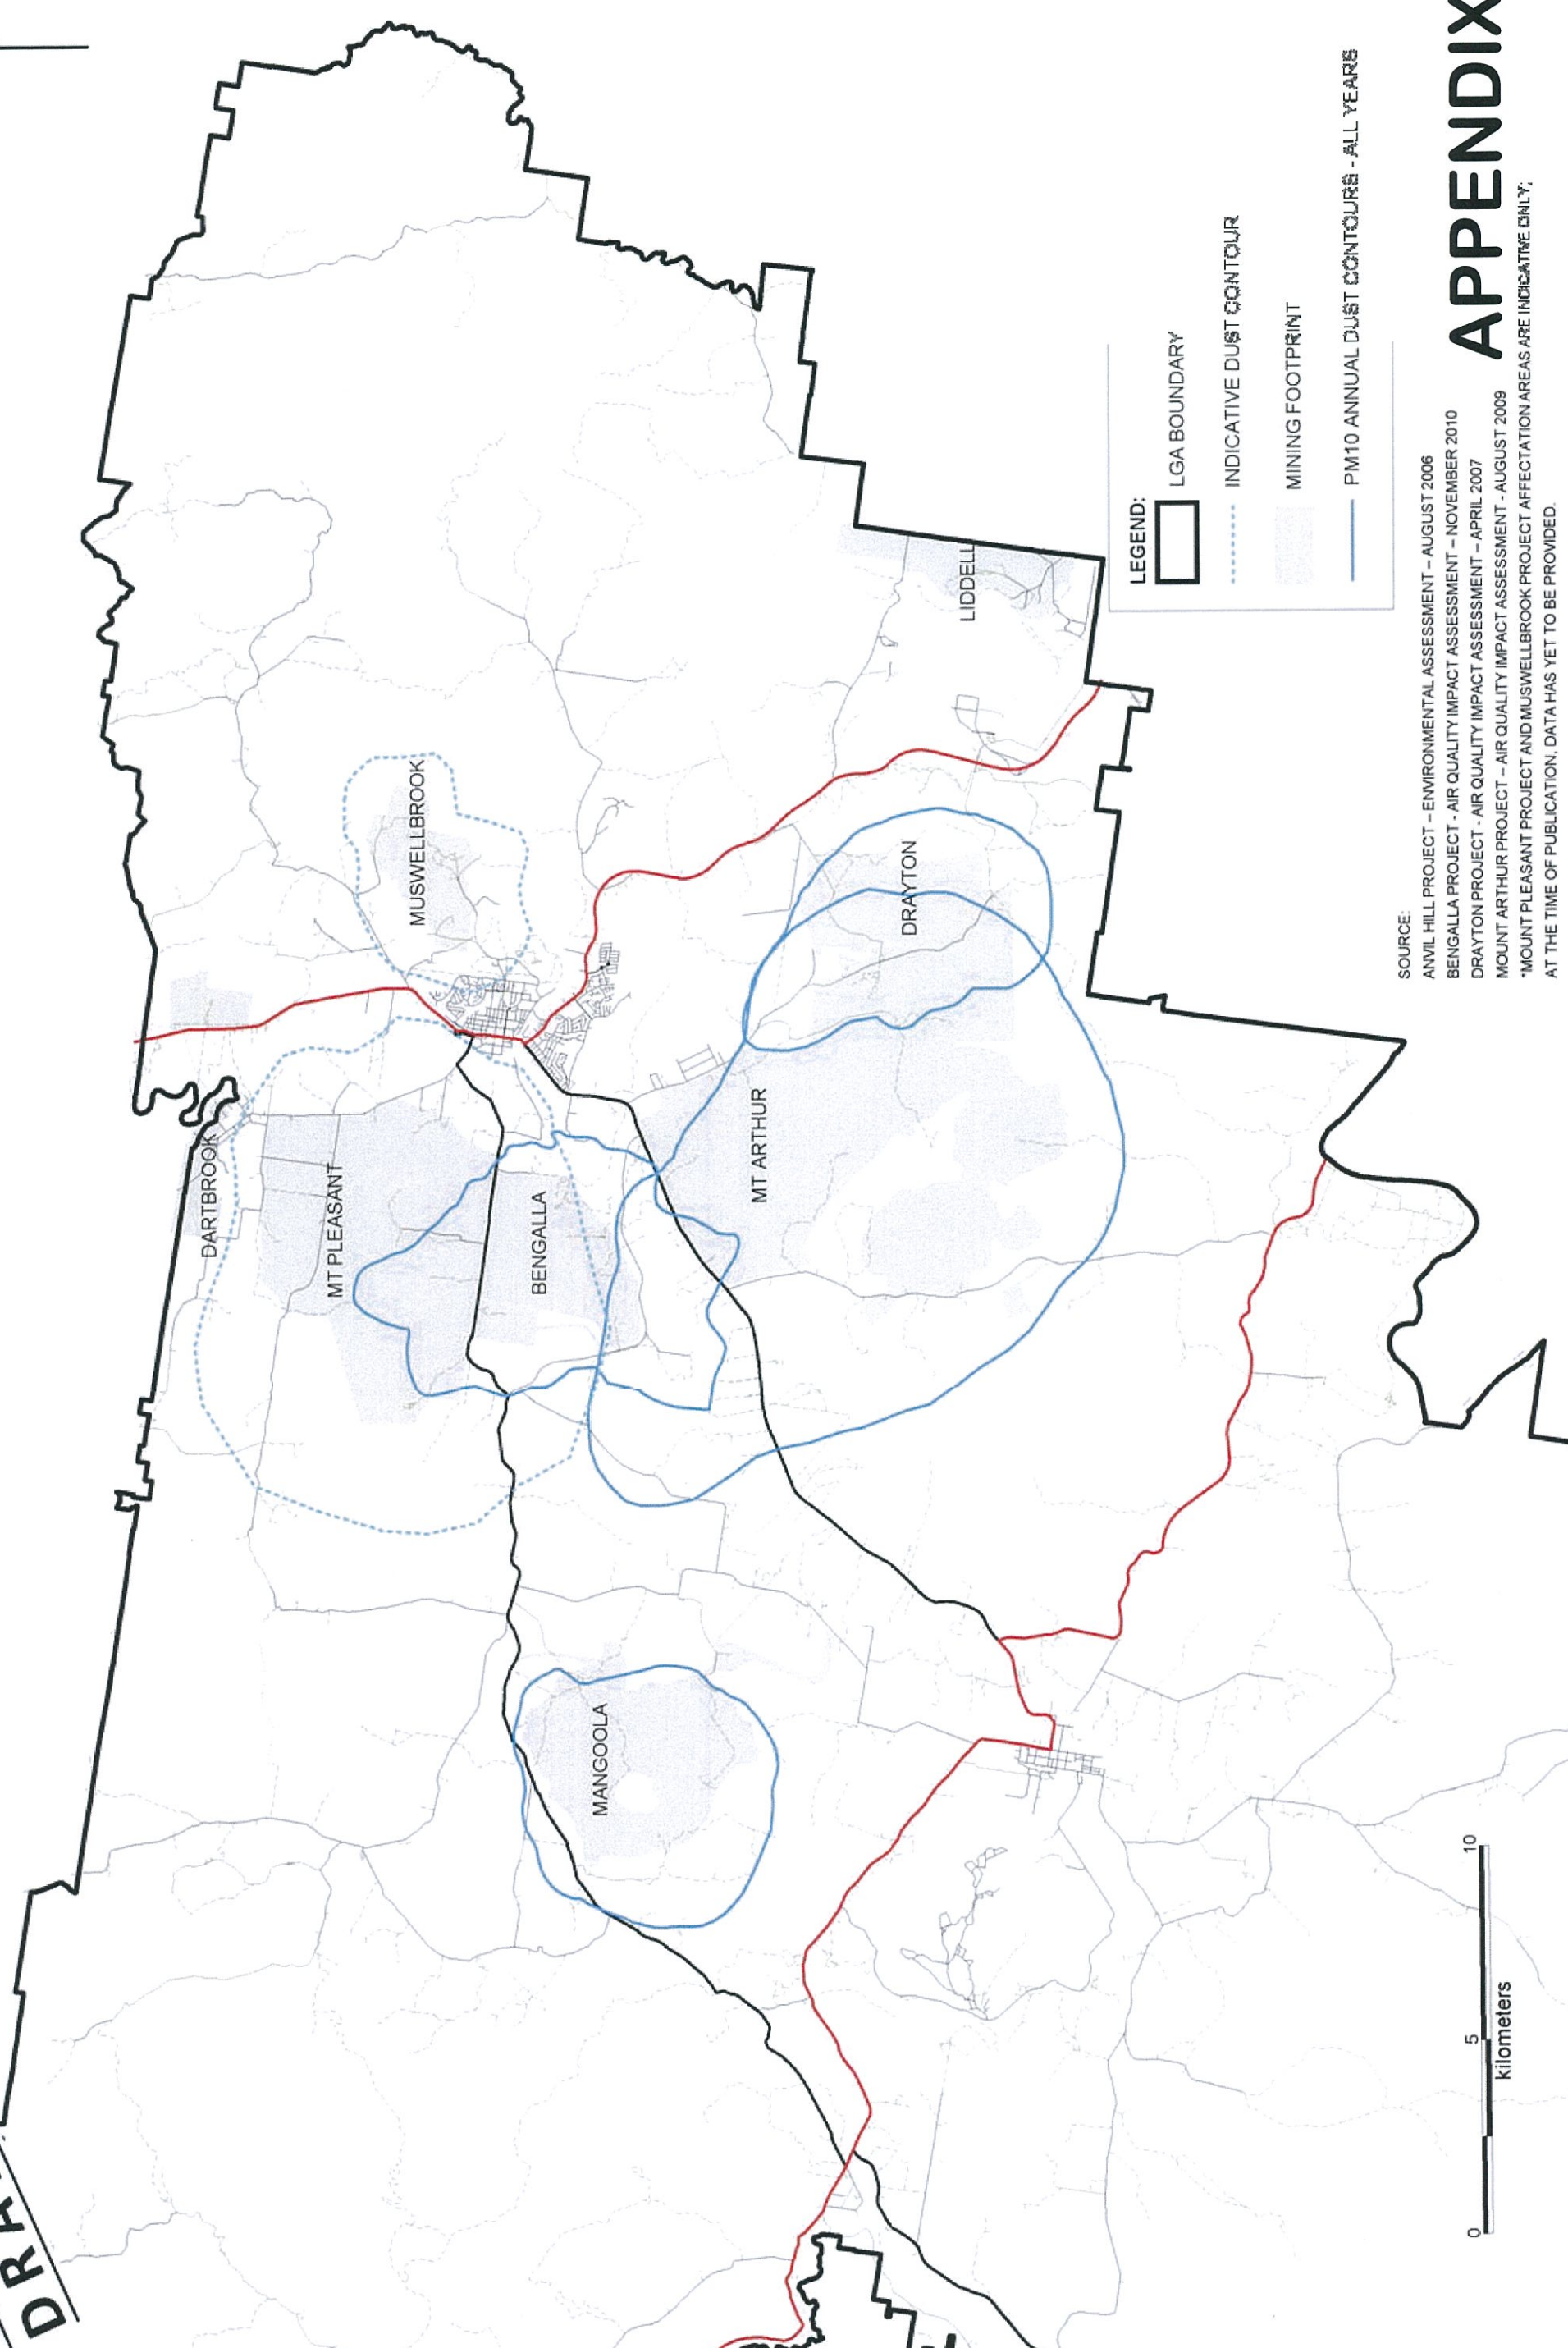 DARTBROOK
MT PLEASANT
MUSWELLBROOK
BENGALLA
MANGOOLA
MT ARTHUR
DRAYTON
LIDDELL
LEGEND:
LGA BOUNDARY
INDICATIVE DUST CONTOUR
MINING FOOTPRINT
PM10 ANNUAL DUST CONTOURS - ALL YEARS
SOURCE:
ANVIL HILL PROJECT – ENVIRONMENTAL ASSESSMENT – AUGUST 2006
BENGALLA PROJECT - AIR QUALITY IMPACT ASSESSMENT – NOVEMBER 2010
DRAYTON PROJECT - AIR QUALITY IMPACT ASSESSMENT – APRIL 2007
MOUNT ARTHUR PROJECT – AIR QUALITY IMPACT ASSESSMENT - AUGUST 2009
*MOUNT PLEASANT PROJECT AND MUSWELLBROOK PROJECT AFFECTATION AREAS ARE INDICATIVE ONLY;
AT THE TIME OF PUBLICATION, DATA HAS YET TO BE PROVIDED.
0 5 10
kilometers
APPENDIX